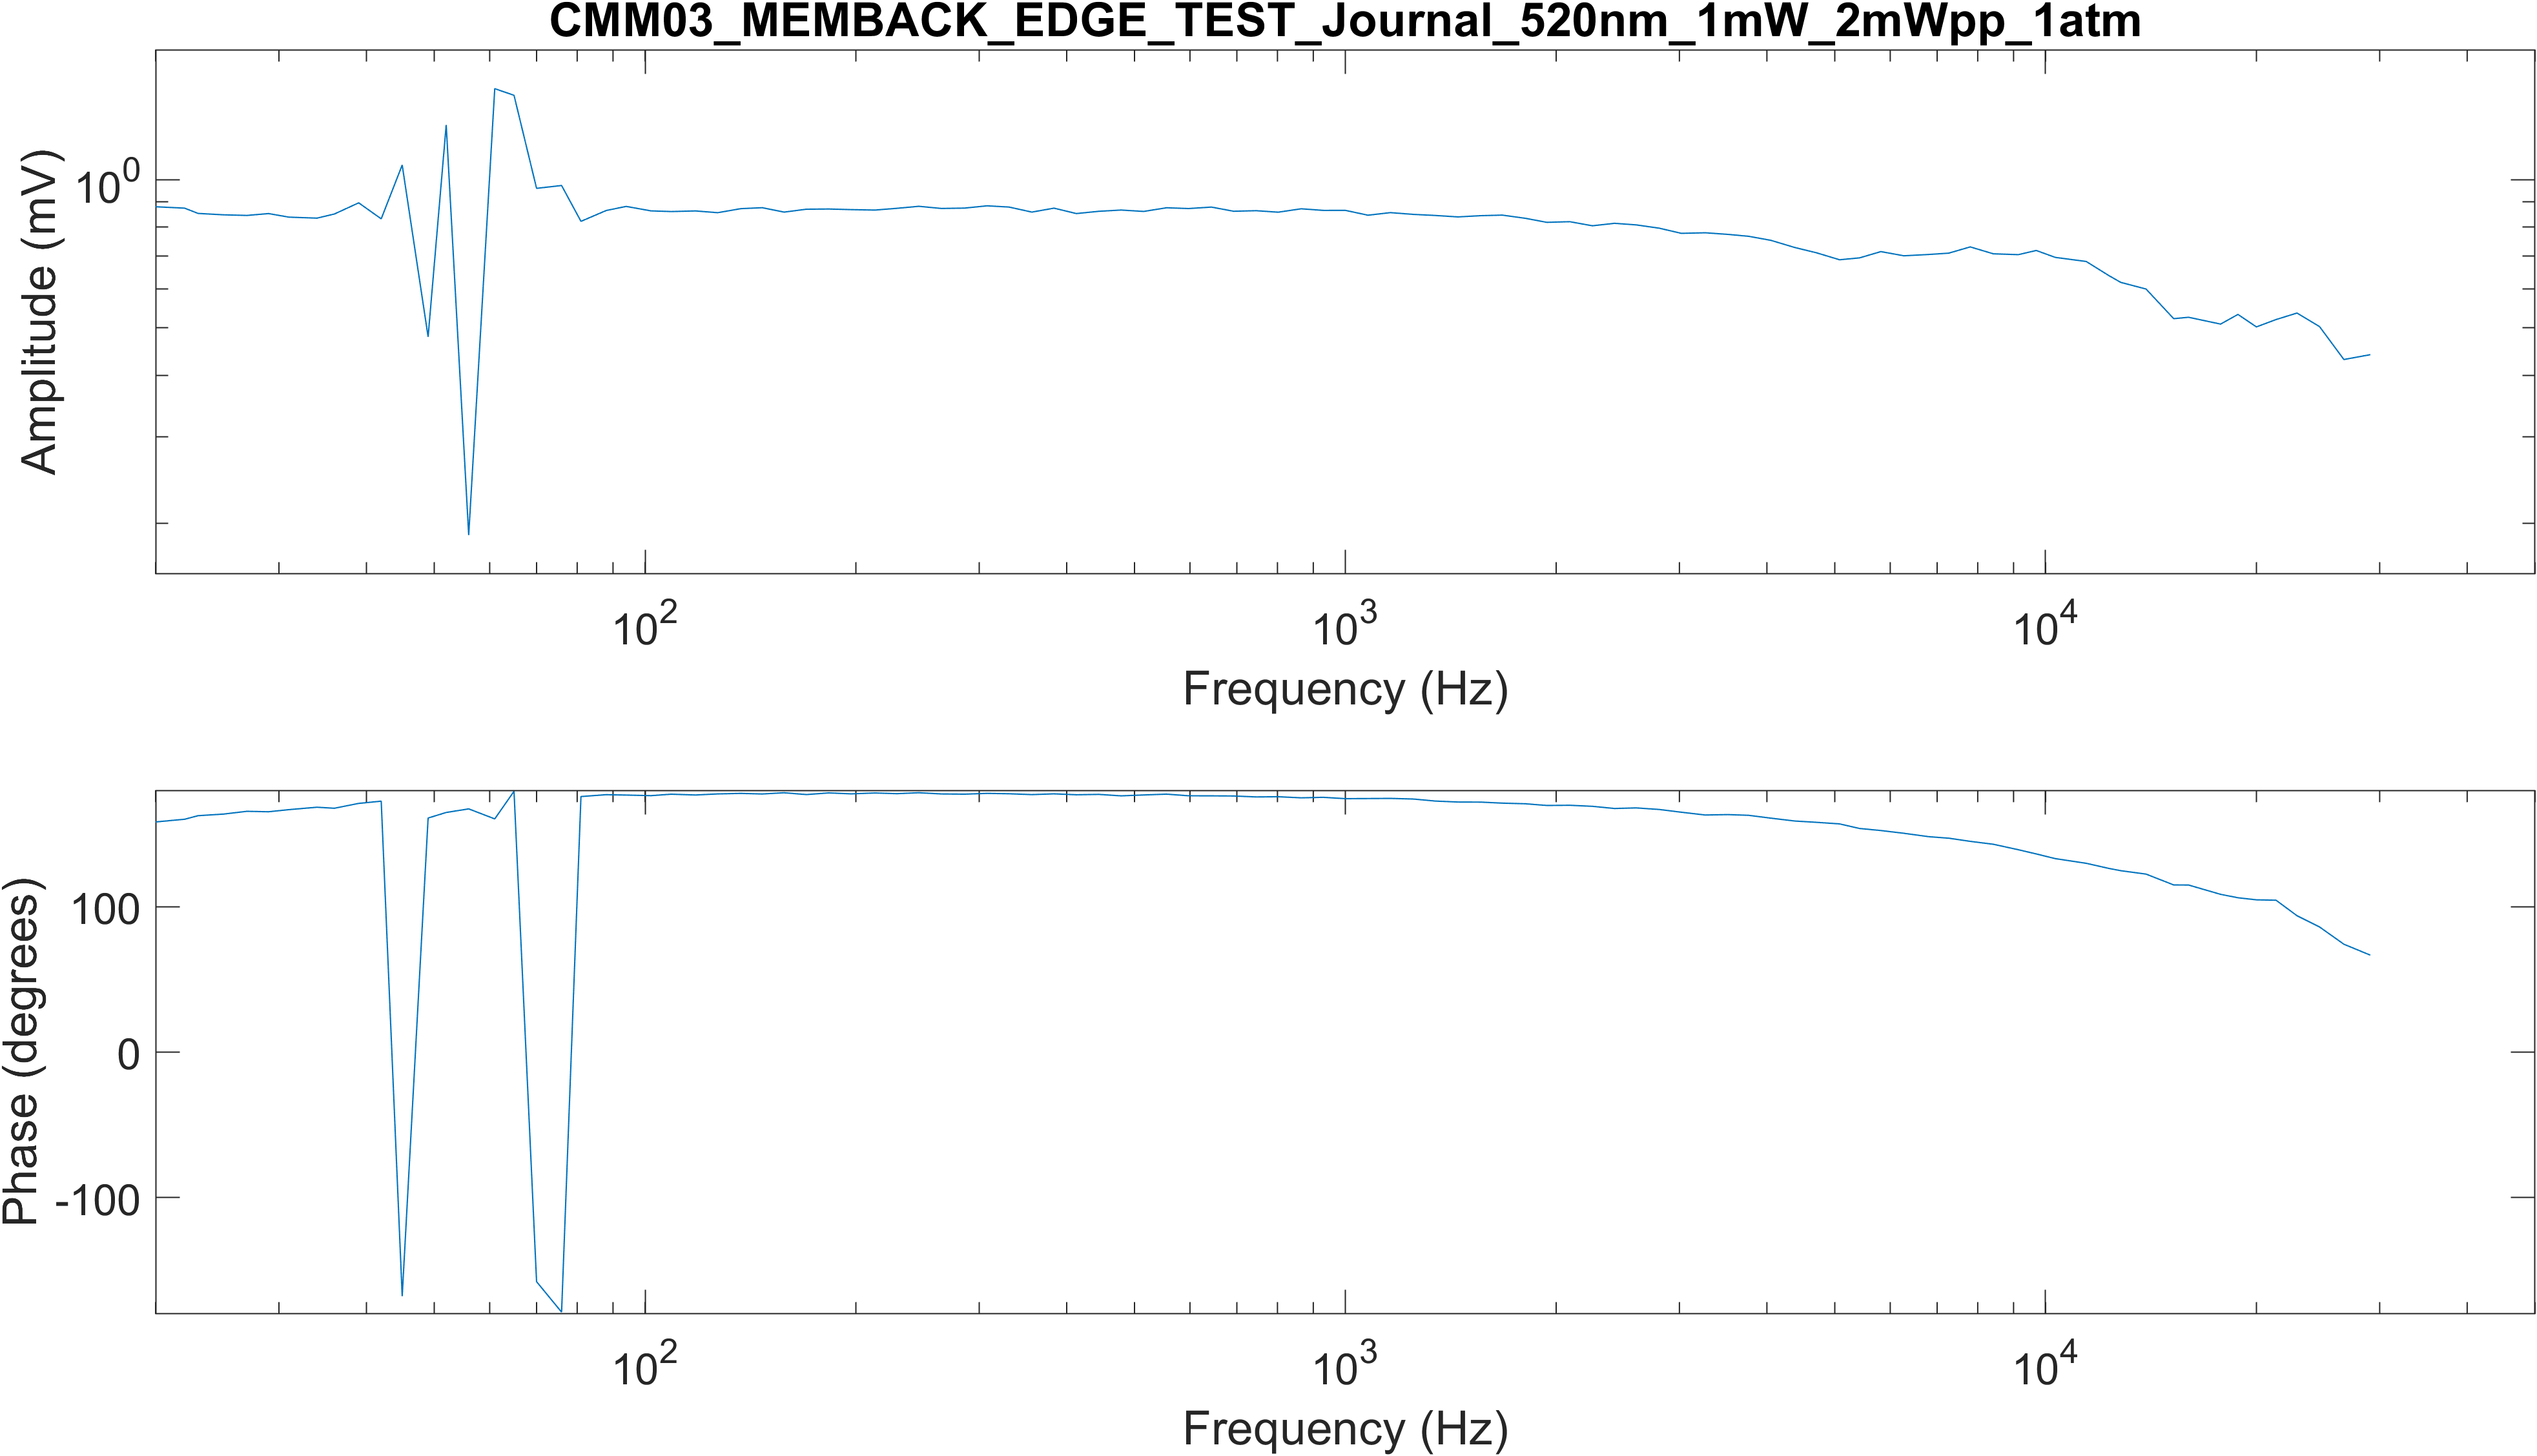 CMM03_MEMBACK_EDGE_TEST_Journal_520nm_1mW_2mWpp_1atm
Amplitude (mV)
10^0
10^2
10^3
10^4
Frequency (Hz)
Phase (degrees)
100
0
-100
10^2
10^3
10^4
Frequency (Hz)